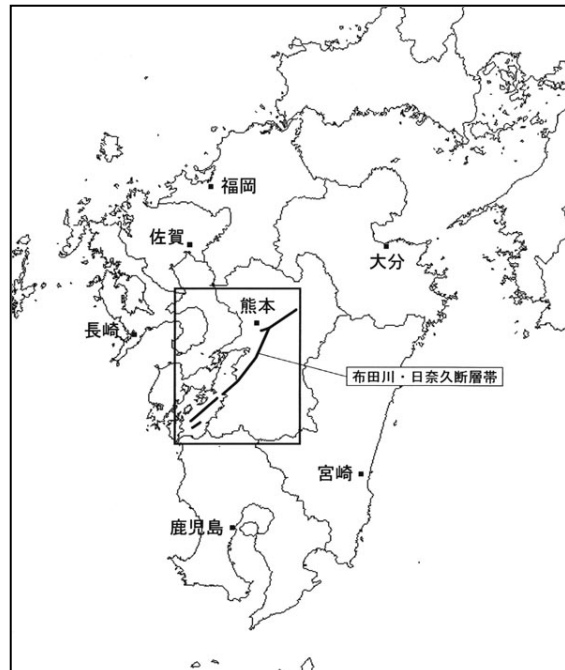 福岡
佐賀
大分
熊本
長崎
布田川・日奈久断層帯
宮崎
鹿児島